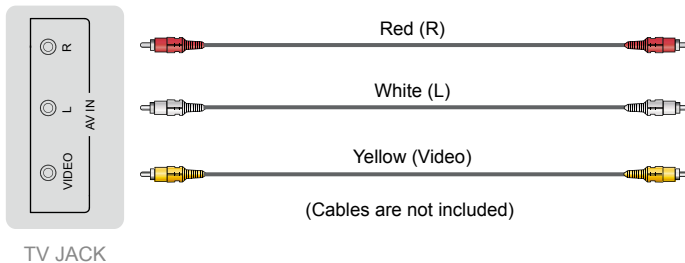 R
L
VIDEO
AV IN
Red (R)
White (L)
Yellow (Video)
(Cables are not included)
TV JACK